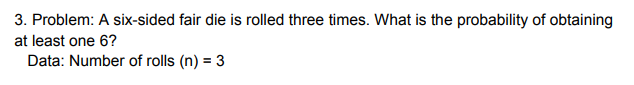 3. Problem: A six-sided fair die is rolled three times. What is the probability of obtaining
at least one 6?
Data: Number of rolls (n) = 3